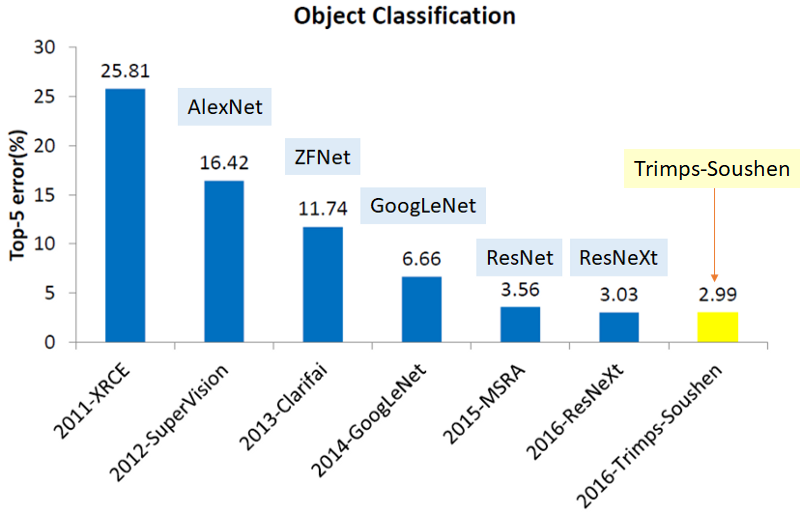 Object Classification
Top-5 error(%)
30
25
20
15
10
5
0
25.81
16.42
11.74
6.66
3.56
3.03
2.99
AlexNet
ZFNet
GoogLeNet
ResNet
ResNeXt
Trimps-Soushen
2011-XRCE
2012-SuperVision
2013-Clarifai
2014-GoogLeNet
2015-MSRA
2016-ResNeXt
2016-Trimps-Soushen